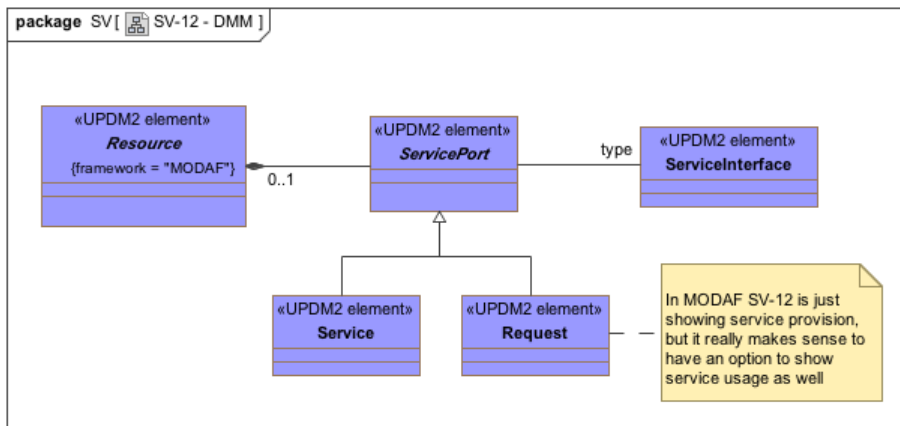 package SV[ SV-12 - DMM ]
«UPDM2 element»
Resource
{framework = "MODAF"}
0..1
«UPDM2 element»
ServicePort
type
«UPDM2 element»
ServiceInterface
«UPDM2 element»
Service
«UPDM2 element»
Request
In MODAF SV-12 is just
showing service provision,
but it really makes sense to
have an option to show
service usage as well